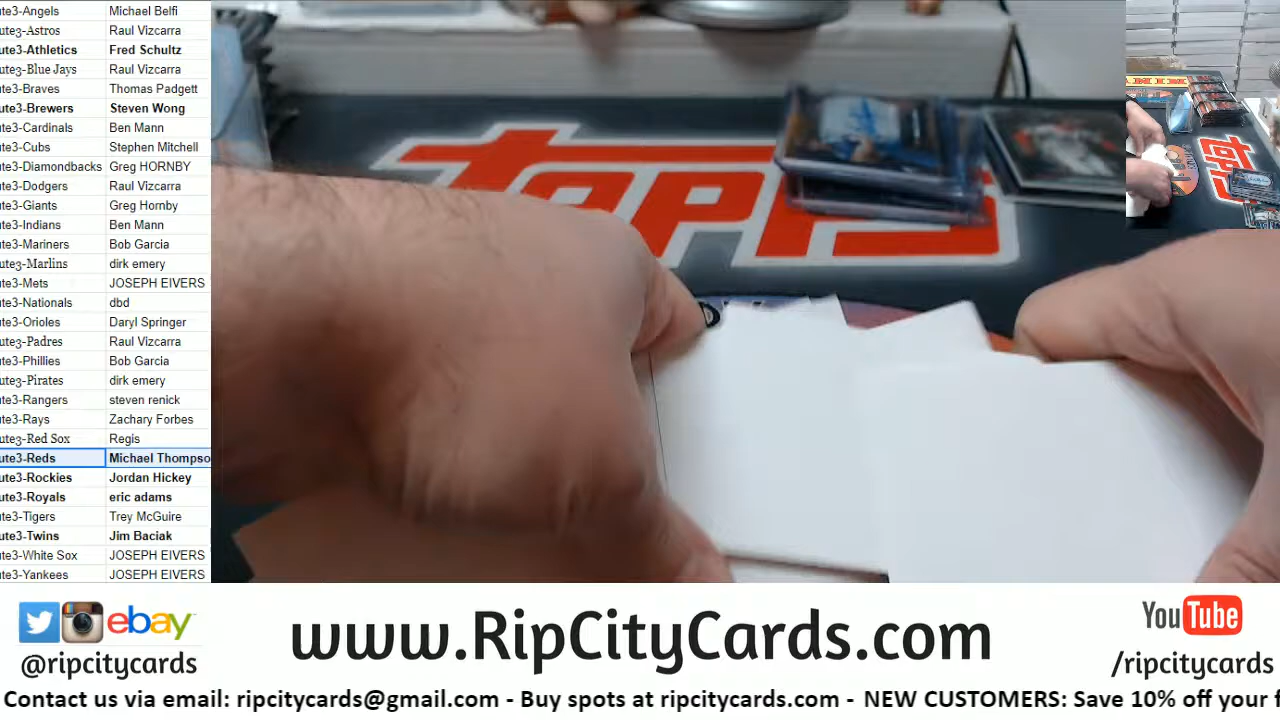 ute3-Angels Michael Belfi
ute3-Astros Raul Vizcarra
ute3-Athletics Fred Schultz
ute3-Blue Jays Raul Vizcarra
ute3-Braves Thomas Padgett
ute3-Brewers Steven Wong
ute3-Cardinals Ben Mann
ute3-Cubs Stephen Mitchell
ute3-Diamondbacks Greg HORNBY
ute3-Dodgers Raul Vizcarra
ute3-Giants Greg Hornby
ute3-Indians Ben Mann
ute3-Mariners Bob Garcia
ute3-Marlins dirk emery
ute3-Mets JOSEPH EIVERS
ute3-Nationals dbd
ute3-Orioles Daryl Springer
ute3-Padres Raul Vizcarra
ute3-Phillies Bob Garcia
ute3-Pirates dirk emery
ute3-Rangers steven renick
ute3-Rays Zachary Forbes
ute3-Red Sox Regis
ute3-Reds Michael Thompso
ute3-Rockies Jordan Hickey
ute3-Royals eric adams
ute3-Tigers Trey McGuire
ute3-Twins Jim Baciak
ute3-White Sox JOSEPH EIVERS
ute3-Yankees JOSEPH EIVERS
topps
topps
ebay
@ripcitycards
www.RipCityCards.com
YouTube
/ripcitycards
Contact us via email: ripcitycards@gmail.com - Buy spots at ripcitycards.com - NEW CUSTOMERS: Save 10% off your f